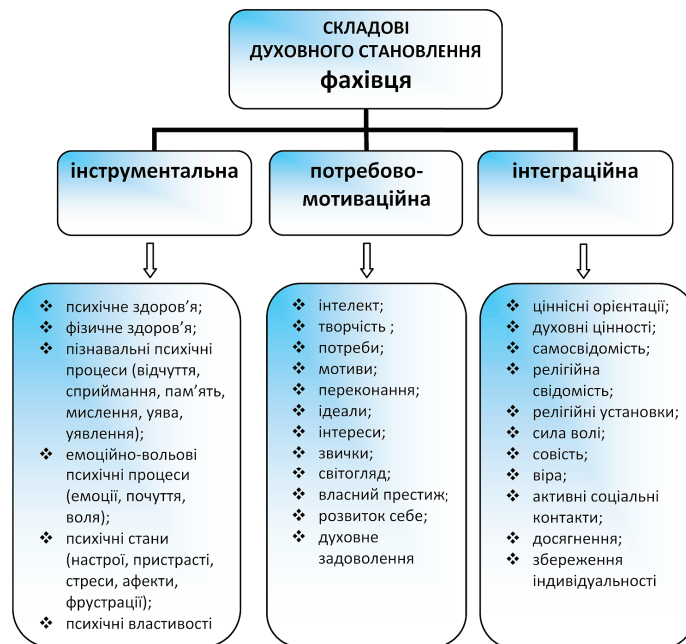 СКЛАДОВІ
ДУХОВНОГО СТАНОВЛЕННЯ
фахівця
інструментальна
потребово-
мотиваційна
інтеграційна
❖ психічне здоров’я;
❖ фізичне здоров’я;
❖ пізнавальні психічні
процеси (відчуття,
сприймання, пам’ять,
мислення, уява,
уявлення);
❖ емоційно-вольові
психічні процеси
(емоції, почуття,
воля);
❖ психічні стани
(настрої, пристрасті,
стреси, афекти,
фрустрації);
❖ психічні властивості
❖ інтелект;
❖ творчість ;
❖ потреби;
❖ мотиви;
❖ переконання;
❖ ідеали;
❖ інтереси;
❖ звички;
❖ світогляд;
❖ власний престиж;
❖ розвиток себе;
❖ духовне
задоволення
❖ ціннісні орієнтації;
❖ духовні цінності;
❖ самосвідомість;
❖ релігійна
свідомість;
❖ релігійні установки;
❖ сила волі;
❖ совість;
❖ віра;
❖ активні соціальні
контакти;
❖ досягнення;
❖ збереження
індивідуальності